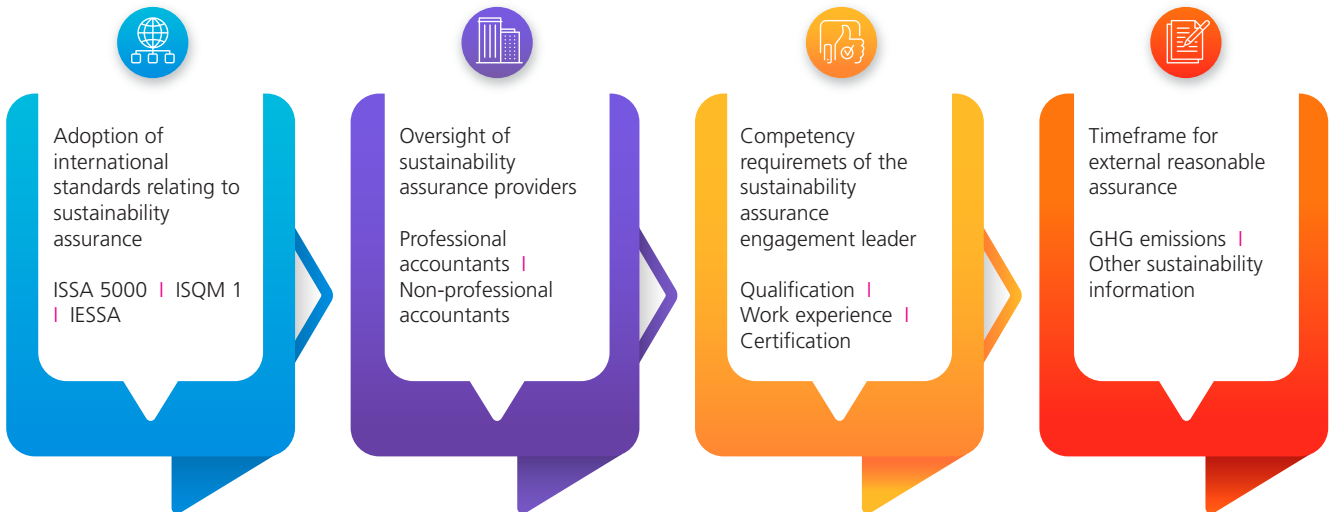 Adoption of
international
standards relating to
sustainability
assurance
ISSA 5000 | ISQM 1
| IESSA
Oversight of
sustainability
assurance providers
Professional
accountants |
Non-professional
accountants
Competency
requiremets of the
sustainability
assurance
engagement leader
Qualification |
Work experience |
Certification
Timeframe for
external reasonable
assurance
GHG emissions |
Other sustainability
information